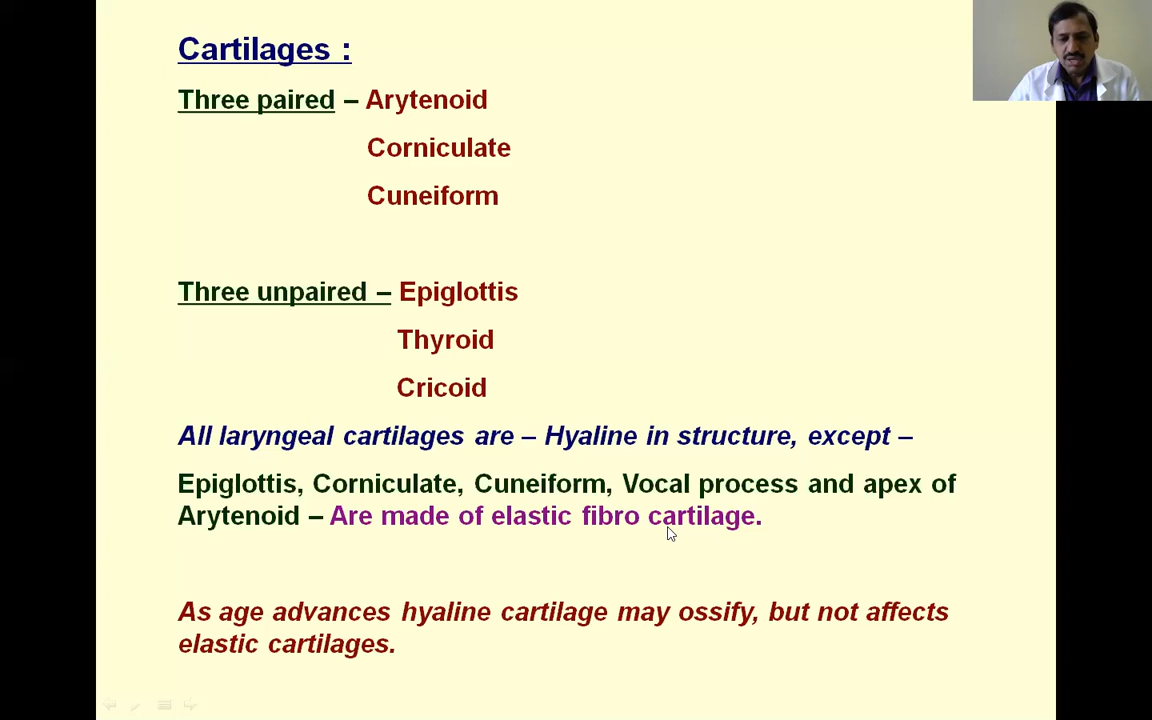 Cartilages :
Three paired – Arytenoid
Corniculate
Cuneiform
Three unpaired – Epiglottis
Thyroid
Cricoid
All laryngeal cartilages are – Hyaline in structure, except –
Epiglottis, Corniculate, Cuneiform, Vocal process and apex of
Arytenoid – Are made of elastic fibro cartilage.
As age advances hyaline cartilage may ossify, but not affects
elastic cartilages.